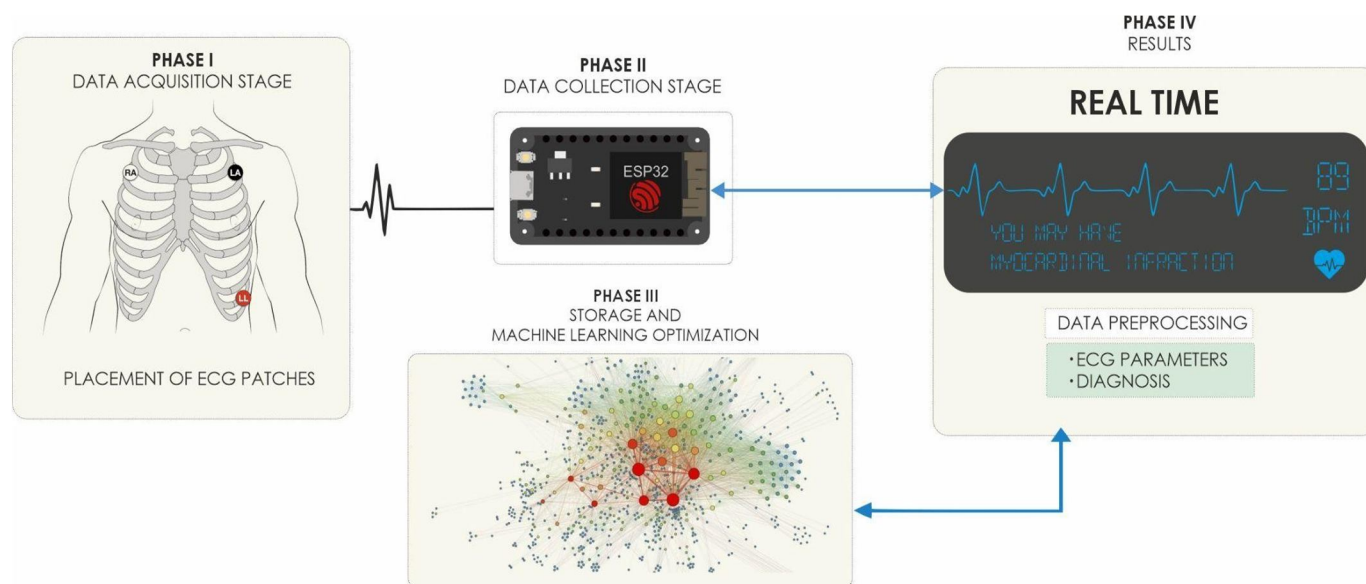 PHASE I
DATA ACQUISITION STAGE
RA
LA
LL
PLACEMENT OF ECG PATCHES
PHASE II
DATA COLLECTION STAGE
ESP32
PHASE III
STORAGE AND
MACHINE LEARNING OPTIMIZATION
PHASE IV
RESULTS
REAL TIME
89
BPM
YOU MAY HAVE
MYOCARDINAL INFPACTION
DATA PREPROCESSING
·ECG PARAMETERS
·DIAGNOSIS